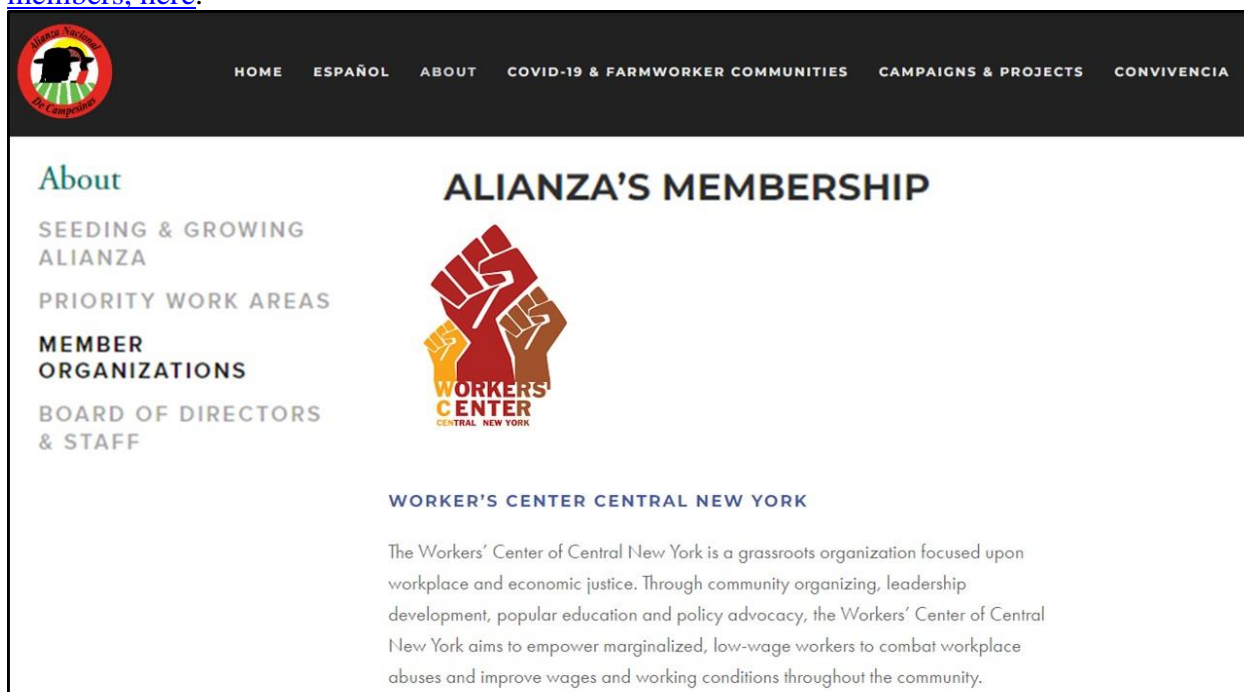 members, here.
Alianza Nacional
De Campesinas
HOME ESPAÑOL ABOUT COVID-19 & FARMWORKER COMMUNITIES CAMPAIGNS & PROJECTS CONVIVENCIA
About
SEEDING & GROWING
ALIANZA
PRIORITY WORK AREAS
MEMBER
ORGANIZATIONS
BOARD OF DIRECTORS
& STAFF
ALIANZA'S MEMBERSHIP
WORKERS'
CENTER
CENTRAL NEW YORK
WORKER'S CENTER CENTRAL NEW YORK
The Workers' Center of Central New York is a grassroots organization focused upon
workplace and economic justice. Through community organizing, leadership
development, popular education and policy advocacy, the Workers' Center of Central
New York aims to empower marginalized, low-wage workers to combat workplace
abuses and improve wages and working conditions throughout the community.